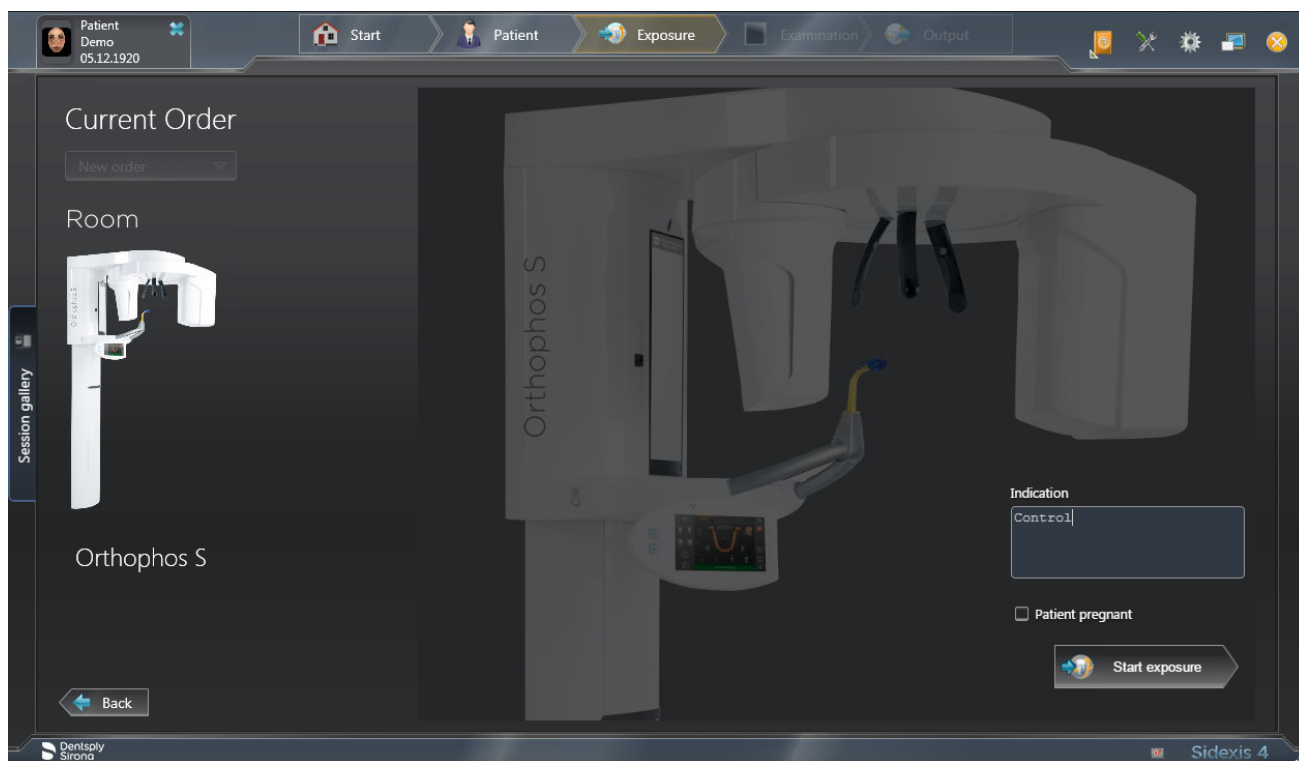 Patient
Demo
05.12.1920
Start
Patient
Exposure
Examination
Output
Current Order
New order
Room
Orthophos S
Session gallery
Orthophos S
Orthophos S
Indication
Control
Patient pregnant
Start exposure
Back
Dentsply
Sirona
Sidexis 4